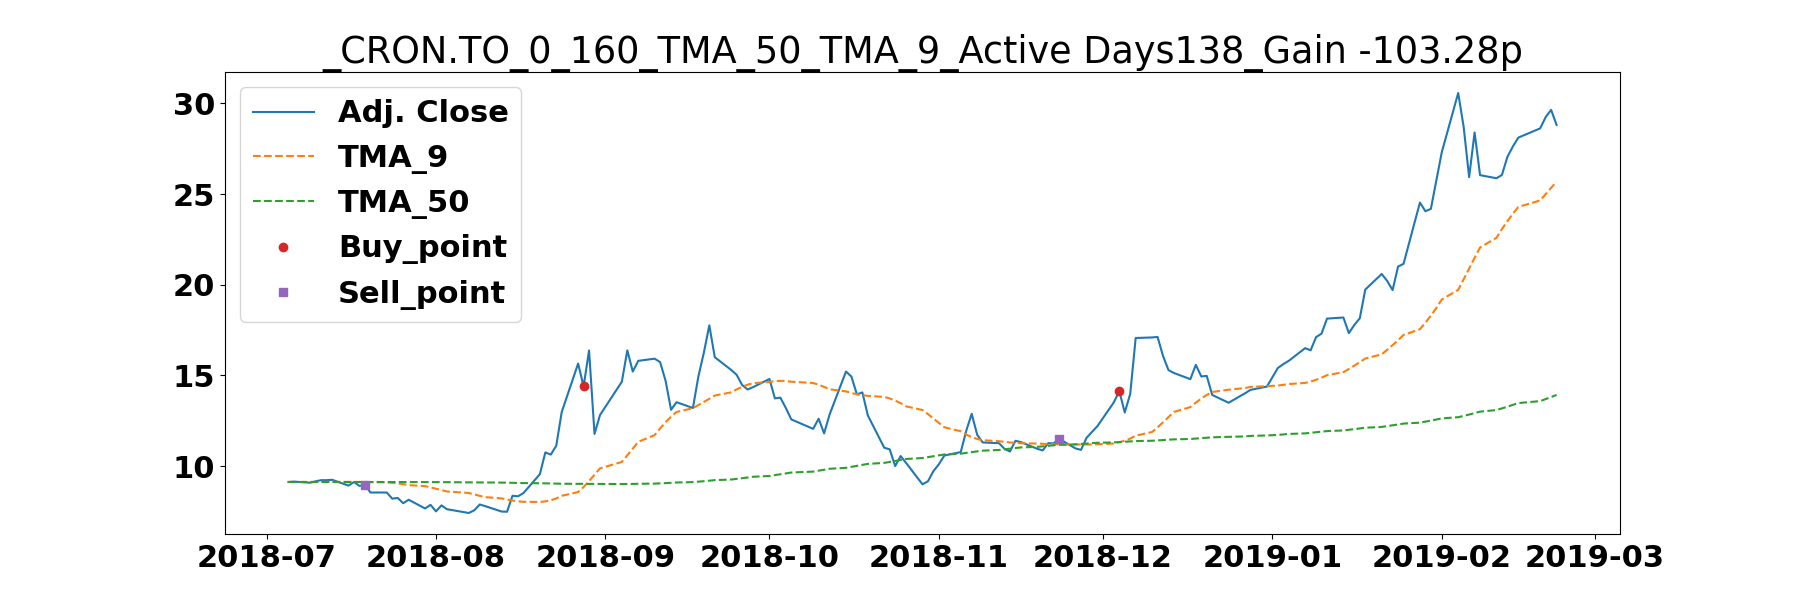 _CRON.TO_0_160_TMA_50_TMA_9_Active Days138_Gain -103.28p
30
25
20
15
10
Adj. Close
TMA_9
TMA_50
Buy_point
Sell_point
2018-07 2018-08 2018-09 2018-10 2018-11 2018-12 2019-01 2019-02 2019-03